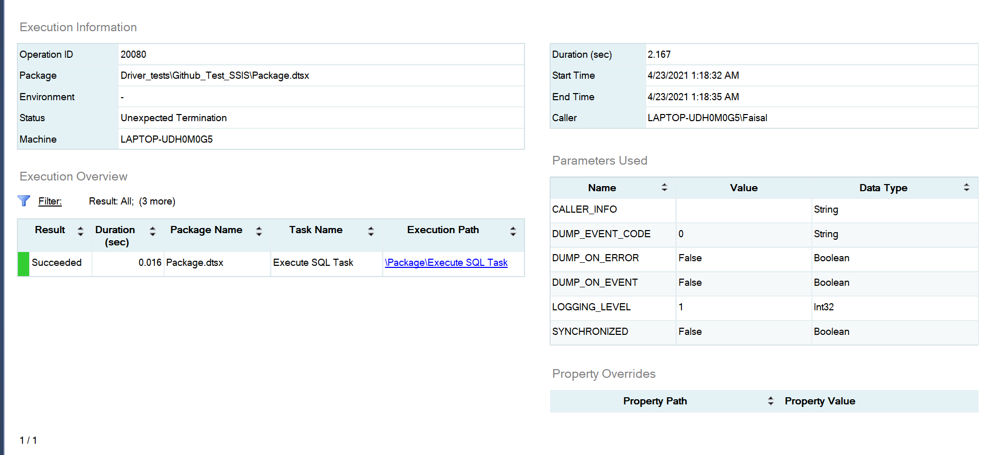 Execution Information
Operation ID 20080
Package Driver_tests\Github_Test_SSIS\Package.dtsx
Environment -
Status Unexpected Termination
Machine LAPTOP-UDH0M0G5
Duration (sec) 2.167
Start Time 4/23/2021 1:18:32 AM
End Time 4/23/2021 1:18:35 AM
Caller LAPTOP-UDH0M0G5\Faisal
Execution Overview
Filter: Result: All; (3 more)
Result Duration (sec) Package Name Task Name Execution Path
Succeeded 0.016 Package.dtsx Execute SQL Task \Package\Execute SQL Task
Parameters Used
Name Value Data Type
CALLER_INFO String
DUMP_EVENT_CODE 0 String
DUMP_ON_ERROR False Boolean
DUMP_ON_EVENT False Boolean
LOGGING_LEVEL 1 Int32
SYNCHRONIZED False Boolean
Property Overrides
Property Path Property Value
1 / 1